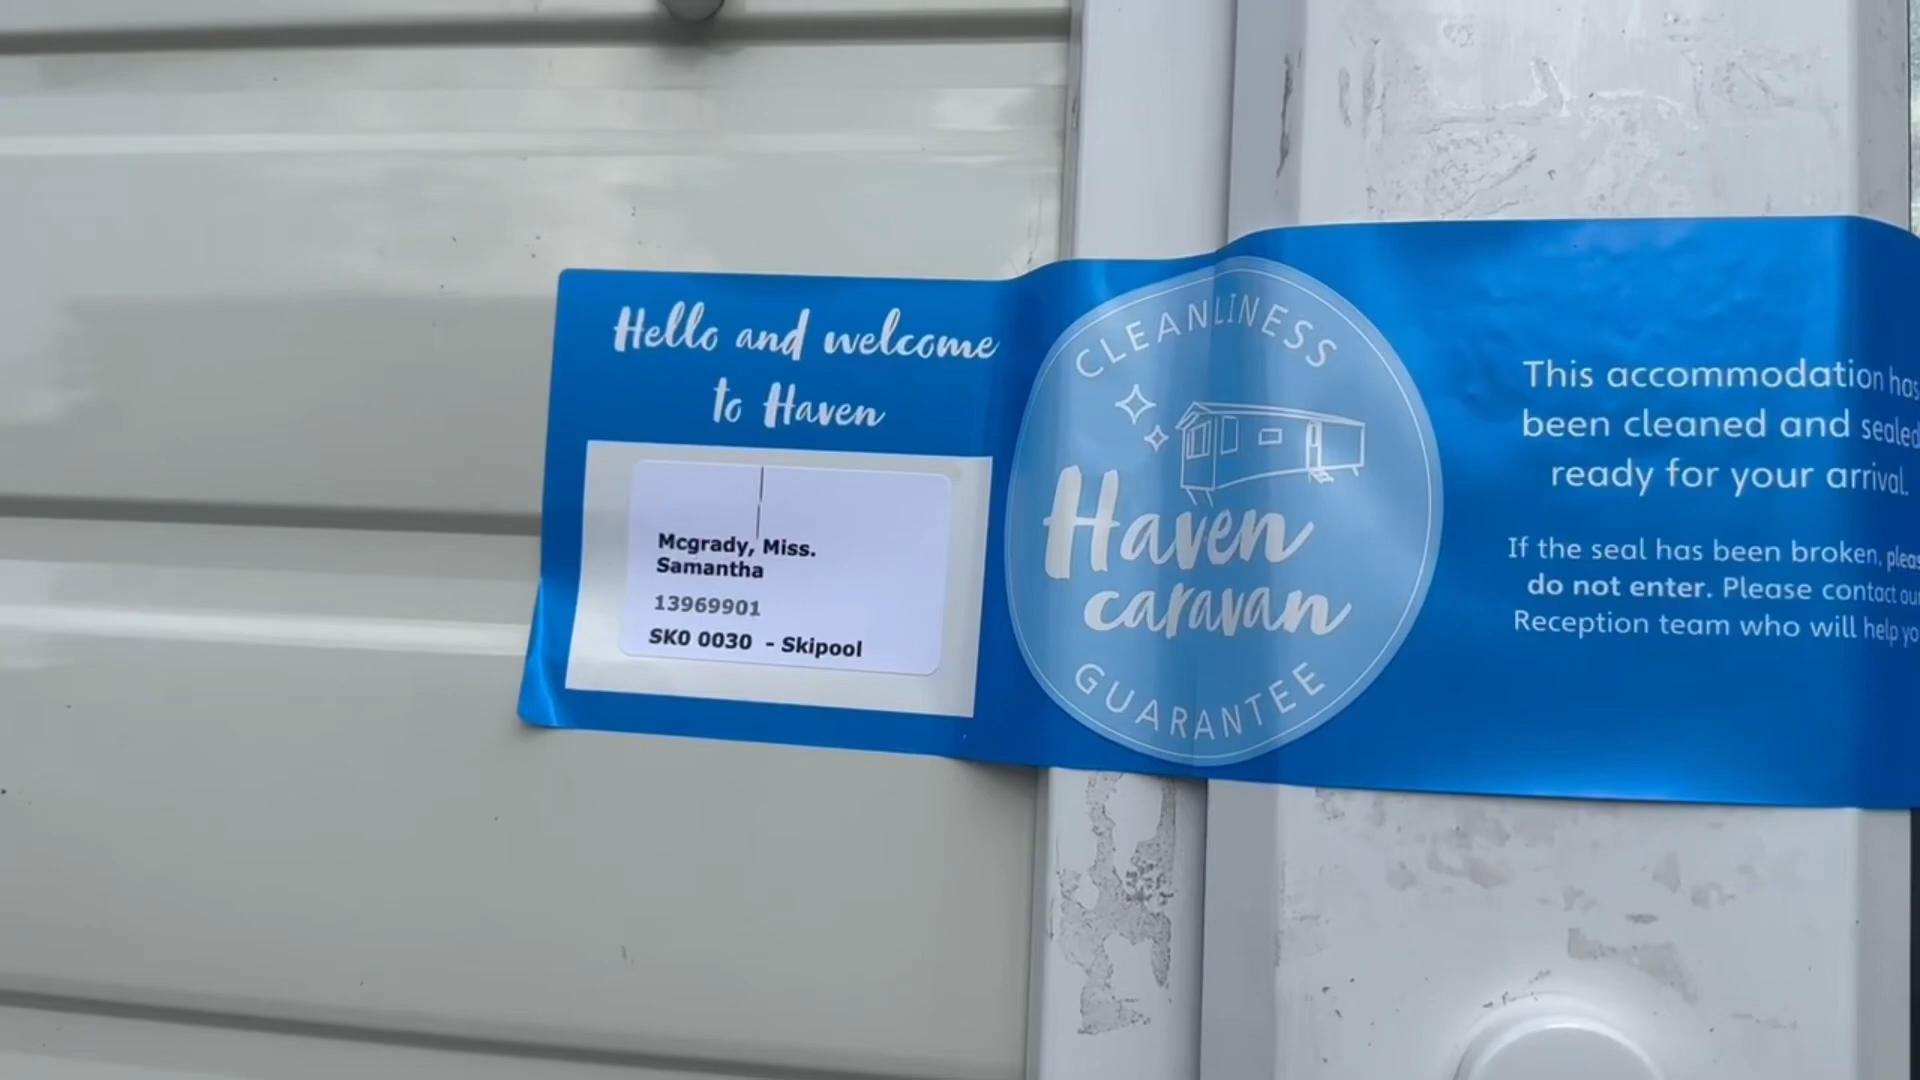 Hello and welcome
to Haven
Mcgrady, Miss.
Samantha
13969901
SK0 0030 - Skipool
CLEANLINESS
Haven
caravan
GUARANTEE
This accommodation has
been cleaned and sealed
ready for your arrival.
If the seal has been broken, pleas
do not enter. Please contact our
Reception team who will help yo